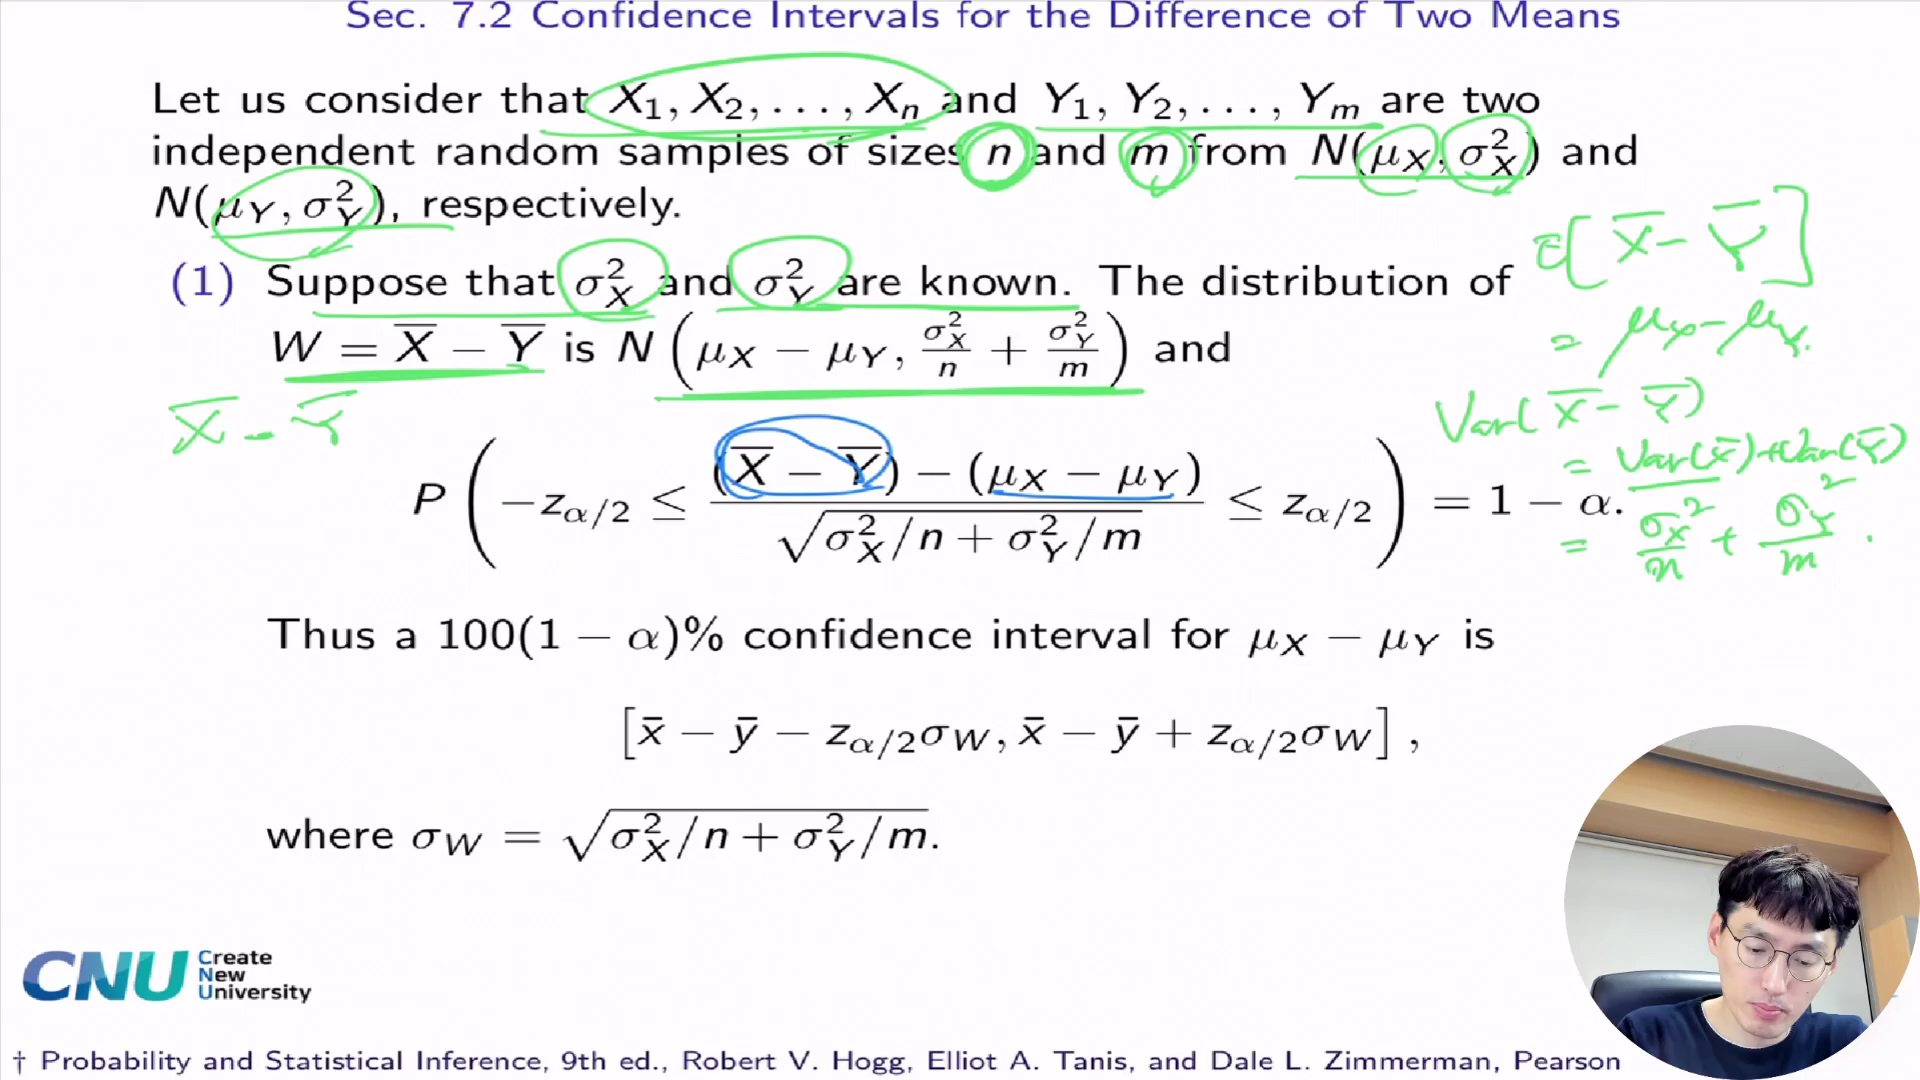 Sec. 7.2 Confidence Intervals for the Difference of Two Means
Let us consider that X₁, X₂, . . . , Xₙ and Y₁, Y₂, . . . , Yₘ are two
independent random samples of sizes n and m from N(μ_X, σ²_X) and
N(μ_Y, σ²_Y), respectively.
(1) Suppose that σ²_X and σ²_Y are known. The distribution of
W = X̅ − Y̅ is N(μ_X − μ_Y, σ²_X/n + σ²_Y/m) and
X̅ − Y̅
P(−z_{α/2} ≤ ((X̅ − Y̅) − (μ_X − μ_Y)) / √(σ²_X/n + σ²_Y/m) ≤ z_{α/2}) = 1 − α.
E[X̅ − Y̅]
= μ_X − μ_Y.
Var(X̅ − Y̅)
= Var(X̅) + Var(Y̅)
= σ_X²/n + σ_Y²/m.
Thus a 100(1 − α)% confidence interval for μ_X − μ_Y is
[x̄ − ȳ − z_{α/2}σ_W, x̄ − ȳ + z_{α/2}σ_W],
where σ_W = √(σ²_X/n + σ²_Y/m).
CNU Create
New
University
† Probability and Statistical Inference, 9th ed., Robert V. Hogg, Elliot A. Tanis, and Dale L. Zimmerman, Pearson